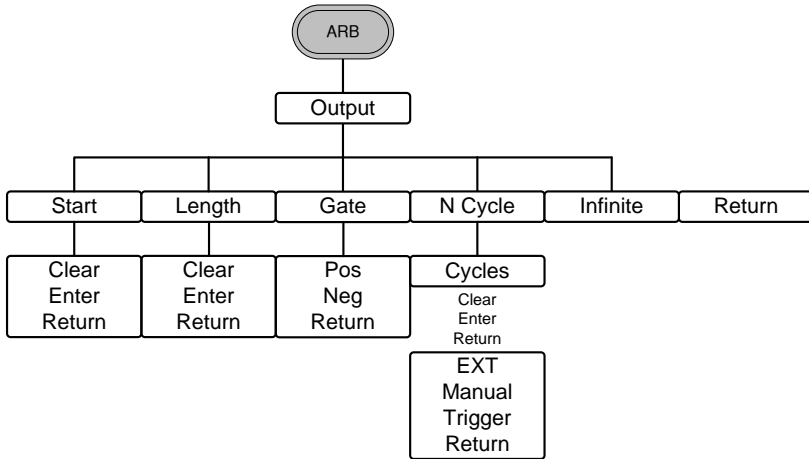 ARB
Output
Start
Length
Gate
N Cycle
Infinite
Return
Clear
Enter
Return
Clear
Enter
Return
Pos
Neg
Return
Cycles
Clear
Enter
Return
EXT
Manual
Trigger
Return